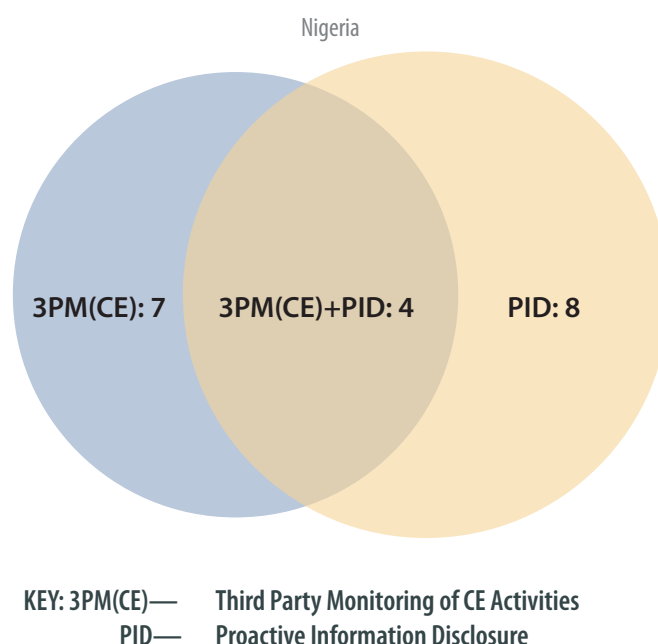 Nigeria
3PM(CE): 7 3PM(CE)+PID: 4 PID: 8
KEY: 3PM(CE)— Third Party Monitoring of CE Activities
PID— Proactive Information Disclosure